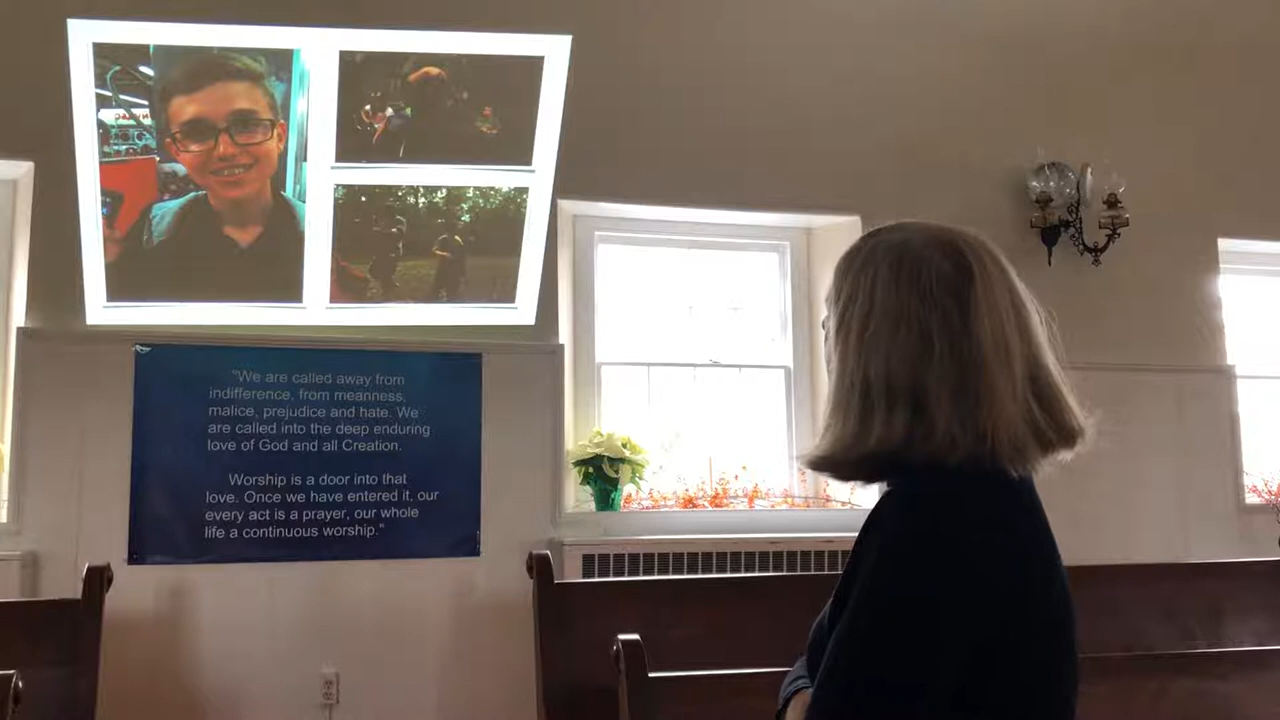 "We are called away from
indifference, from meanness,
malice, prejudice and hate. We
are called into the deep enduring
love of God and all Creation.
Worship is a door into that
love. Once we have entered it, our
every act is a prayer, our whole
life a continuous worship."